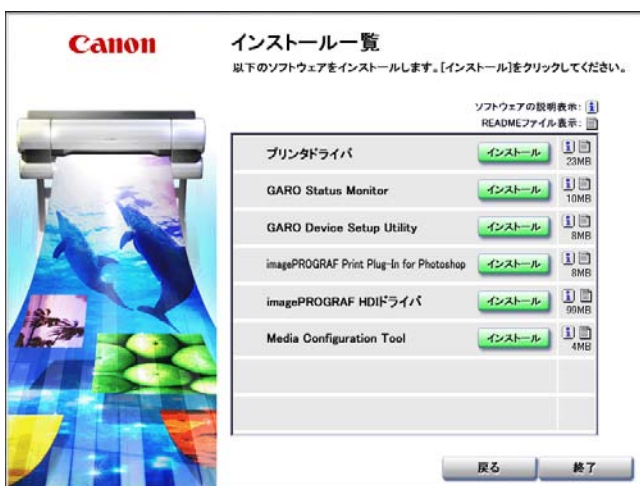 Canon
インストール一覧
以下のソフトウェアをインストールします。[インストール]をクリックしてください。
ソフトウェアの説明表示:
READMEファイル表示:
プリンタドライバ インストール 23MB
GARO Status Monitor インストール 10MB
GARO Device Setup Utility インストール 8MB
imagePROGRAF Print Plug-In for Photoshop インストール 8MB
imagePROGRAF HDIドライバ インストール 99MB
Media Configuration Tool インストール 4MB
戻る 終了